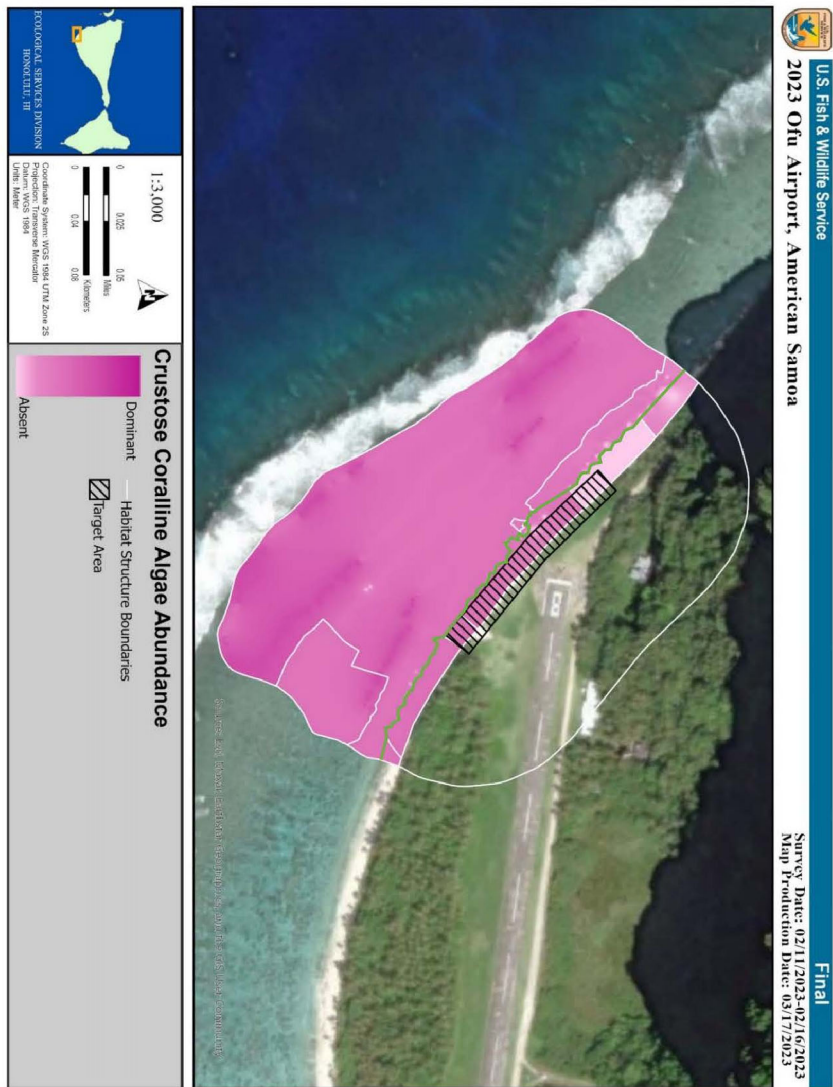 U.S. Fish & Wildlife Service
Final
2023 Ofu Airport, American Samoa
Survey Date: 02/11/2023-02/16/2023
Map Production Date: 03/17/2023
ECOLOGICAL SERVICES DIVISION
HONOLULU, HI
1:3,000
N
0 0.025 0.05
Miles
0 0.04 0.08
Kilometers
Coordinate System: WGS 1984 UTM Zone 2S
Projection: Transverse Mercator
Datum: WGS 1984
Units: Meter
Crustose Coralline Algae Abundance
Dominant
Absent
Habitat Structure Boundaries
Target Area